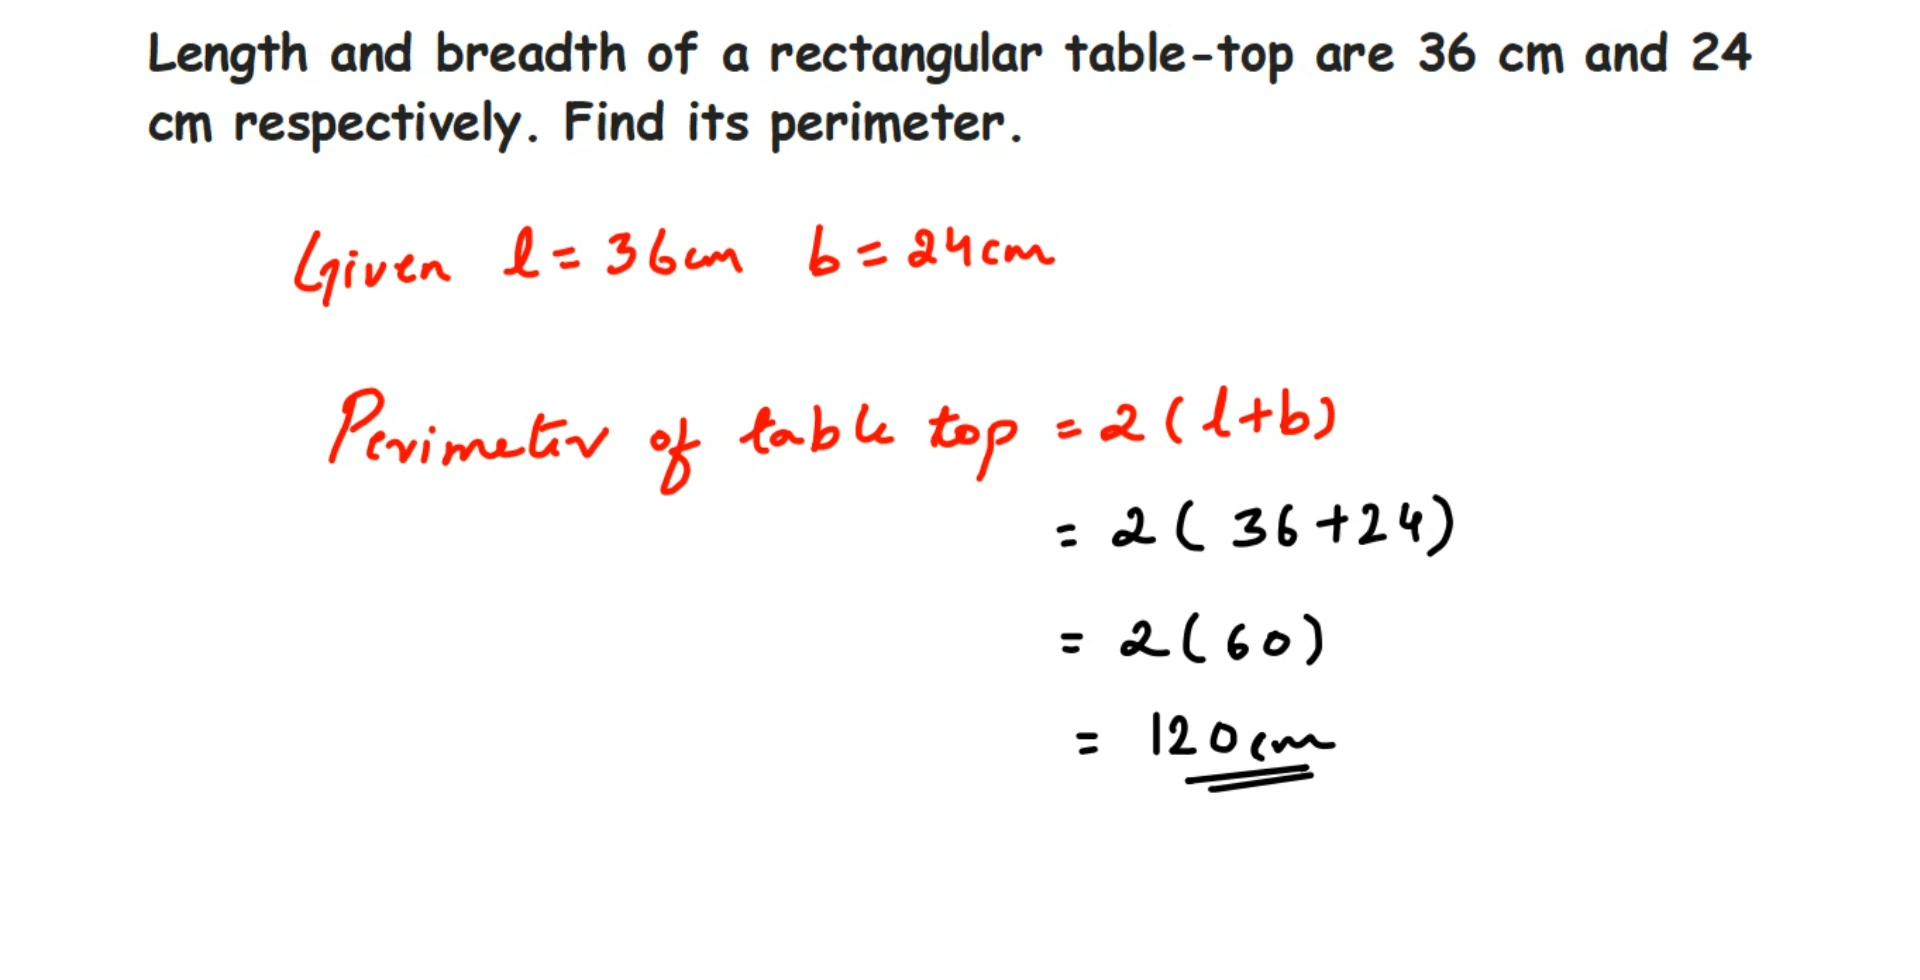 Length and breadth of a rectangular table-top are 36 cm and 24
cm respectively. Find its perimeter.
Given l = 36cm b = 24cm
Perimeter of table top = 2(l+b)
= 2(36+24)
= 2(60)
= 120cm